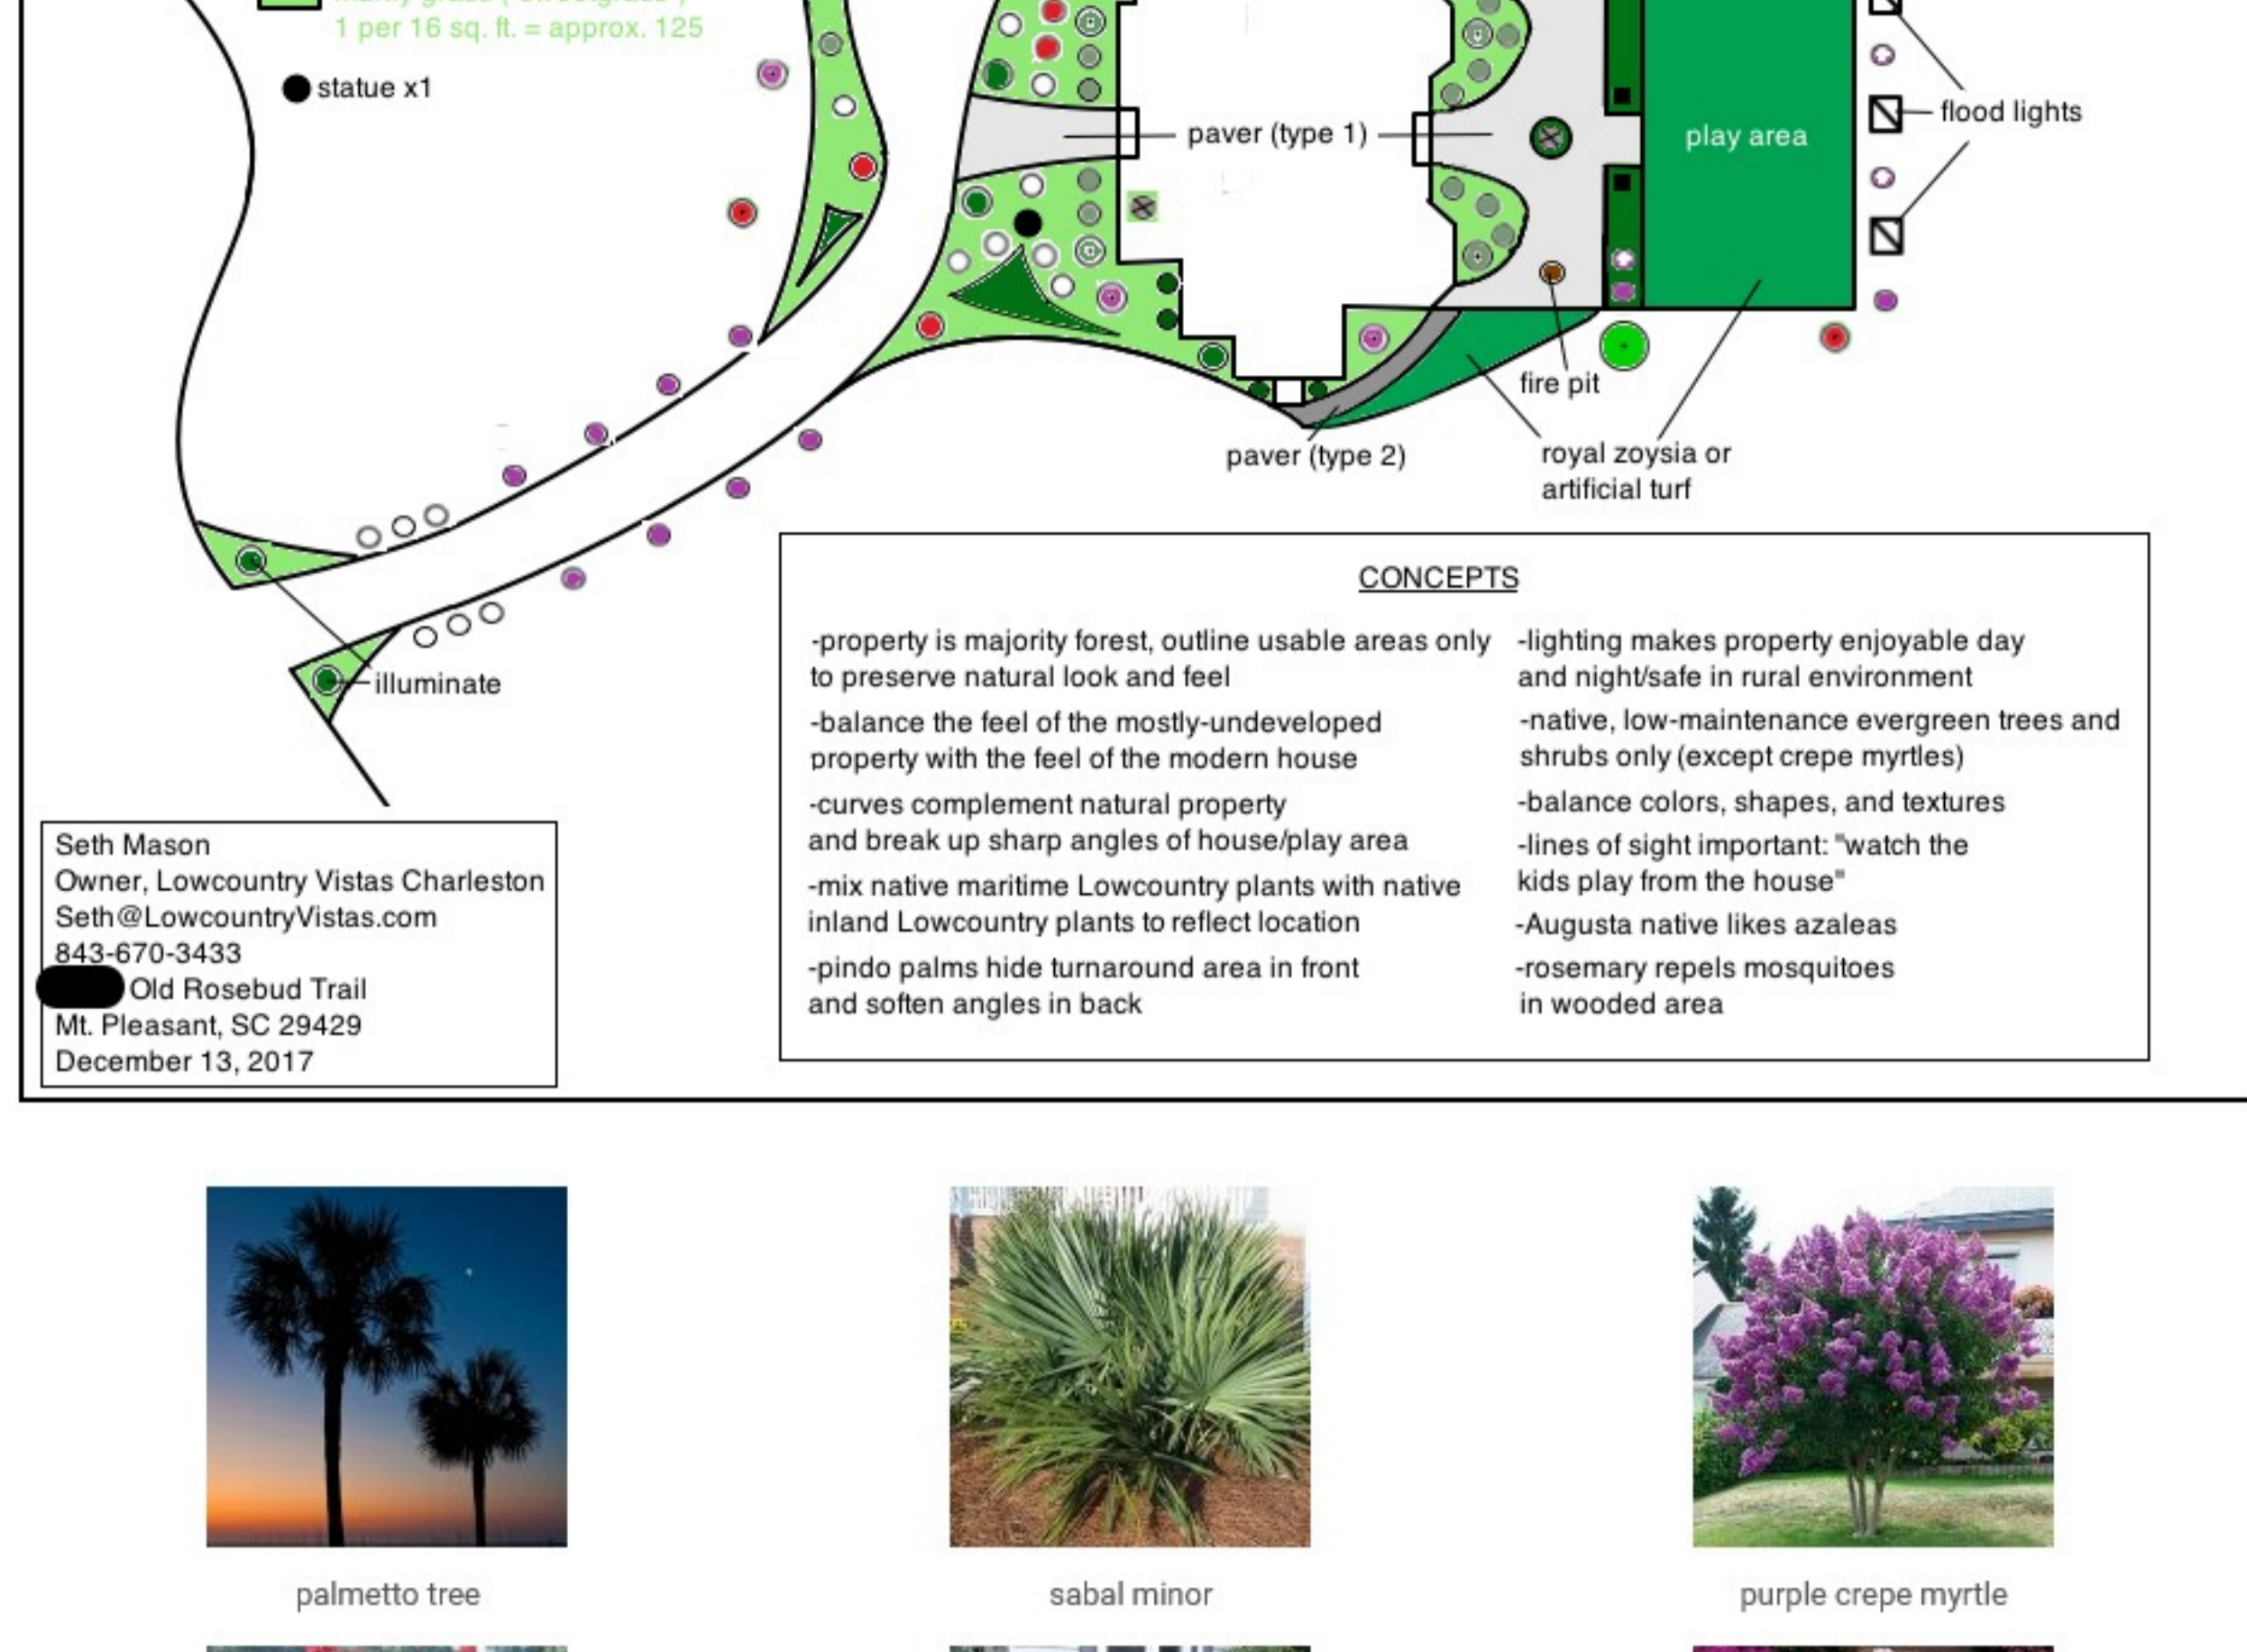 muhly grass ("sweetgrass")
1 per 16 sq. ft. = approx. 125
statue x1
paver (type 1)
play area
flood lights
fire pit
paver (type 2)
royal zoysia or
artificial turf
illuminate
CONCEPTS
-property is majority forest, outline usable areas only
to preserve natural look and feel
-balance the feel of the mostly-undeveloped
property with the feel of the modern house
-curves complement natural property
and break up sharp angles of house/play area
-mix native maritime Lowcountry plants with native
inland Lowcountry plants to reflect location
-pindo palms hide turnaround area in front
and soften angles in back
-lighting makes property enjoyable day
and night/safe in rural environment
-native, low-maintenance evergreen trees and
shrubs only (except crepe myrtles)
-balance colors, shapes, and textures
-lines of sight important: "watch the
kids play from the house"
-Augusta native likes azaleas
-rosemary repels mosquitoes
in wooded area
Seth Mason
Owner, Lowcountry Vistas Charleston
Seth@LowcountryVistas.com
843-670-3433
Old Rosebud Trail
Mt. Pleasant, SC 29429
December 13, 2017
palmetto tree
sabal minor
purple crepe myrtle